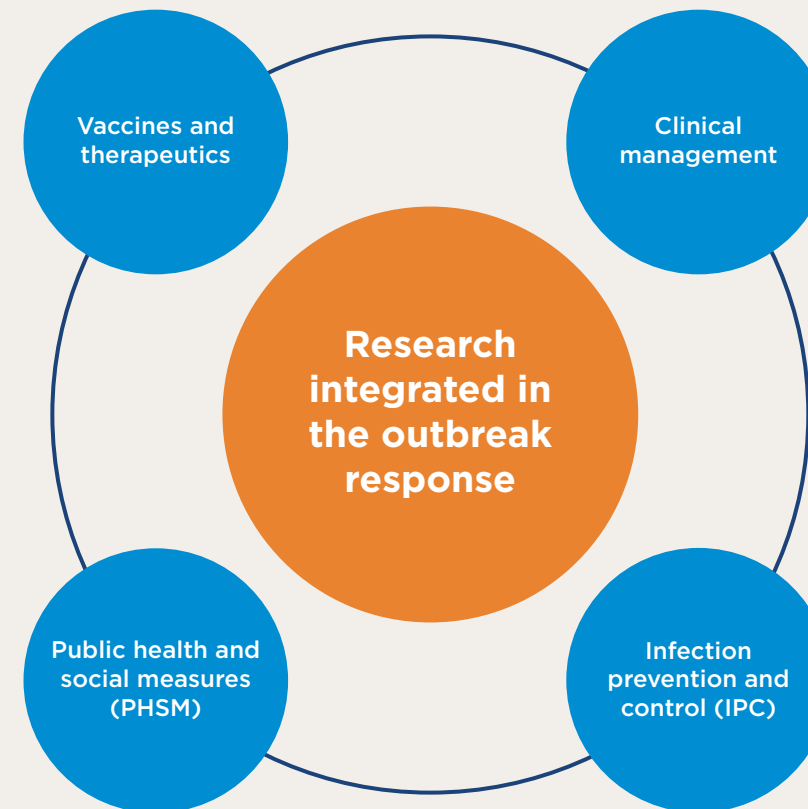 Vaccines and
therapeutics
Clinical
management
Research
integrated in
the outbreak
response
Public health and
social measures
(PHSM)
Infection
prevention and
control (IPC)